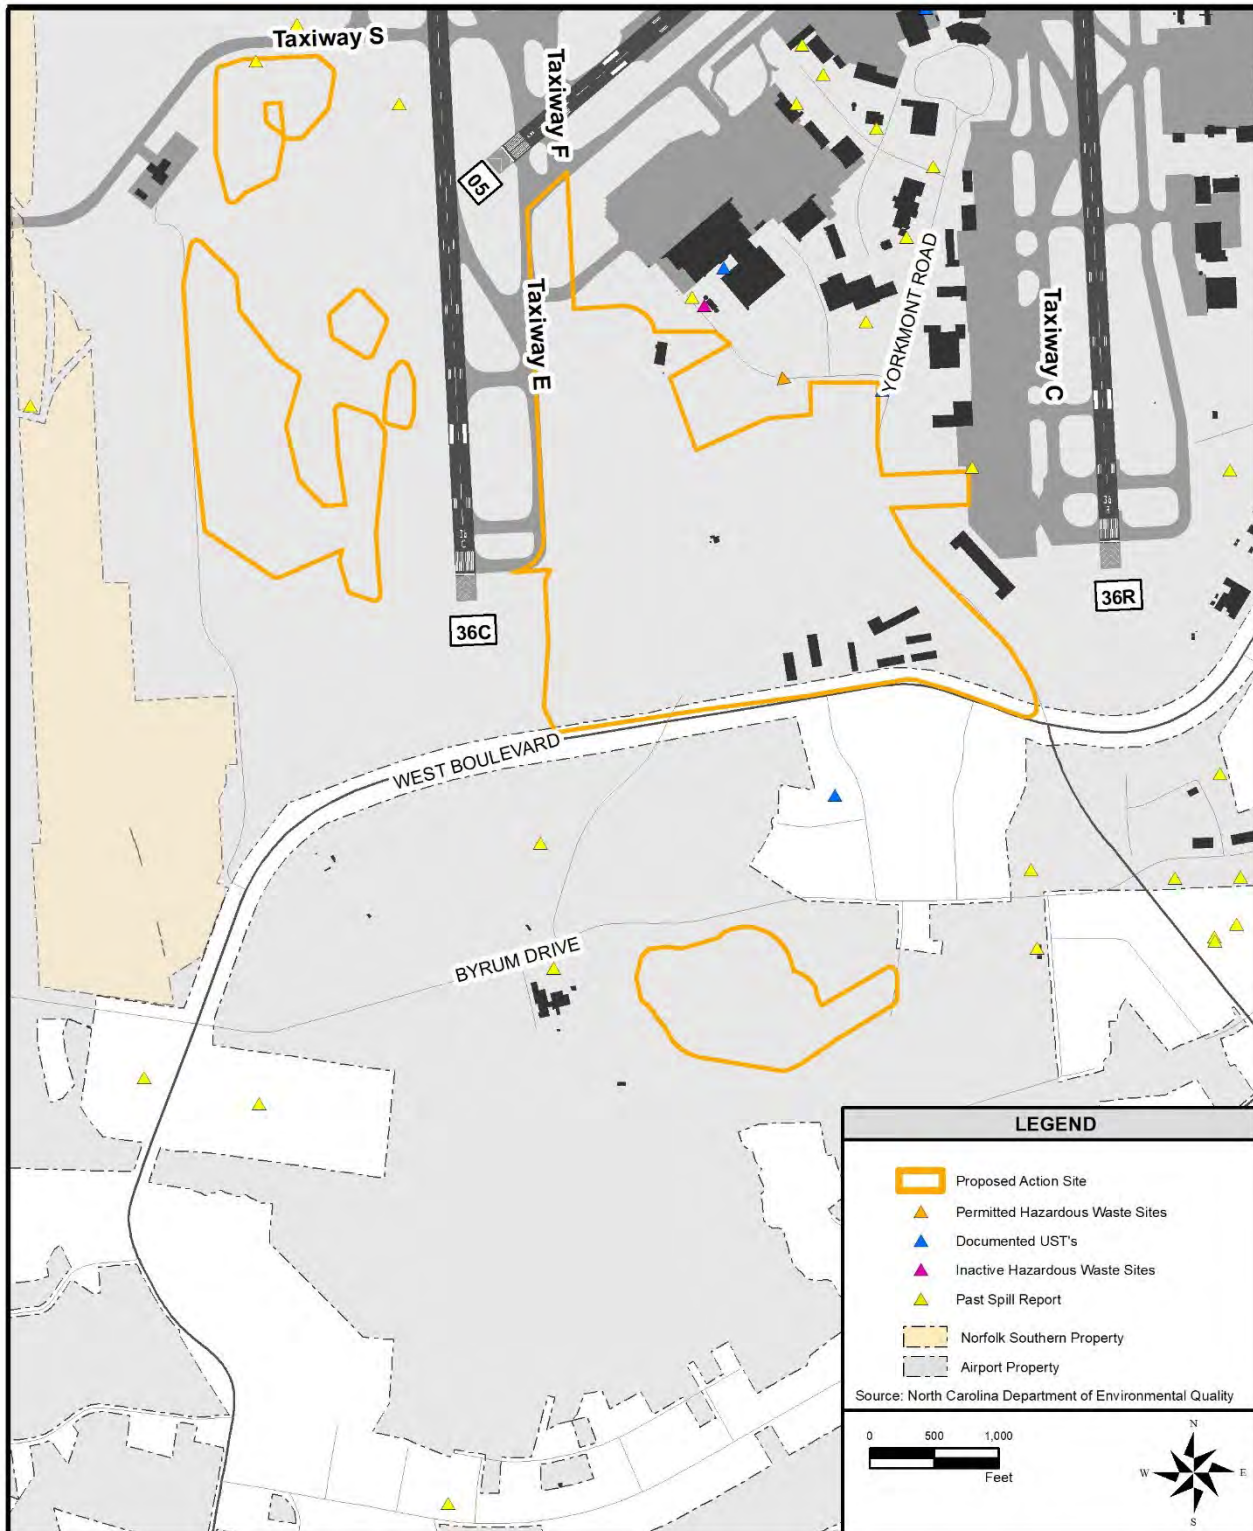 Taxiway S
Taxiway F
05
YORKMONT ROAD
Taxiway E
Taxiway C
36C
36R
WEST BOULEVARD
BYRUM DRIVE
LEGEND
Proposed Action Site
Permitted Hazardous Waste Sites
Documented UST's
Inactive Hazardous Waste Sites
Past Spill Report
Norfolk Southern Property
Airport Property
Source: North Carolina Department of Environmental Quality
0 500 1,000
Feet
N
W E
S